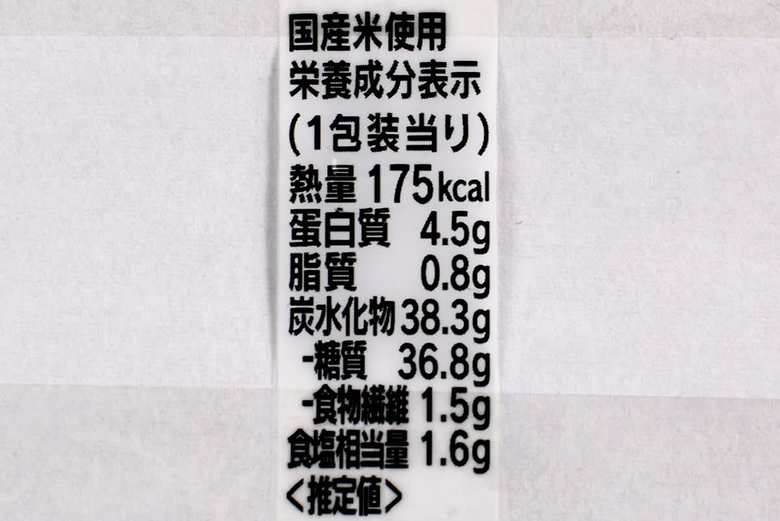 国産米使用
栄養成分表示
(1包装当り)
熱量 175kcal
蛋白質 4.5g
脂質 0.8g
炭水化物 38.3g
-糖質 36.8g
-食物繊維 1.5g
食塩相当量 1.6g
<推定値>